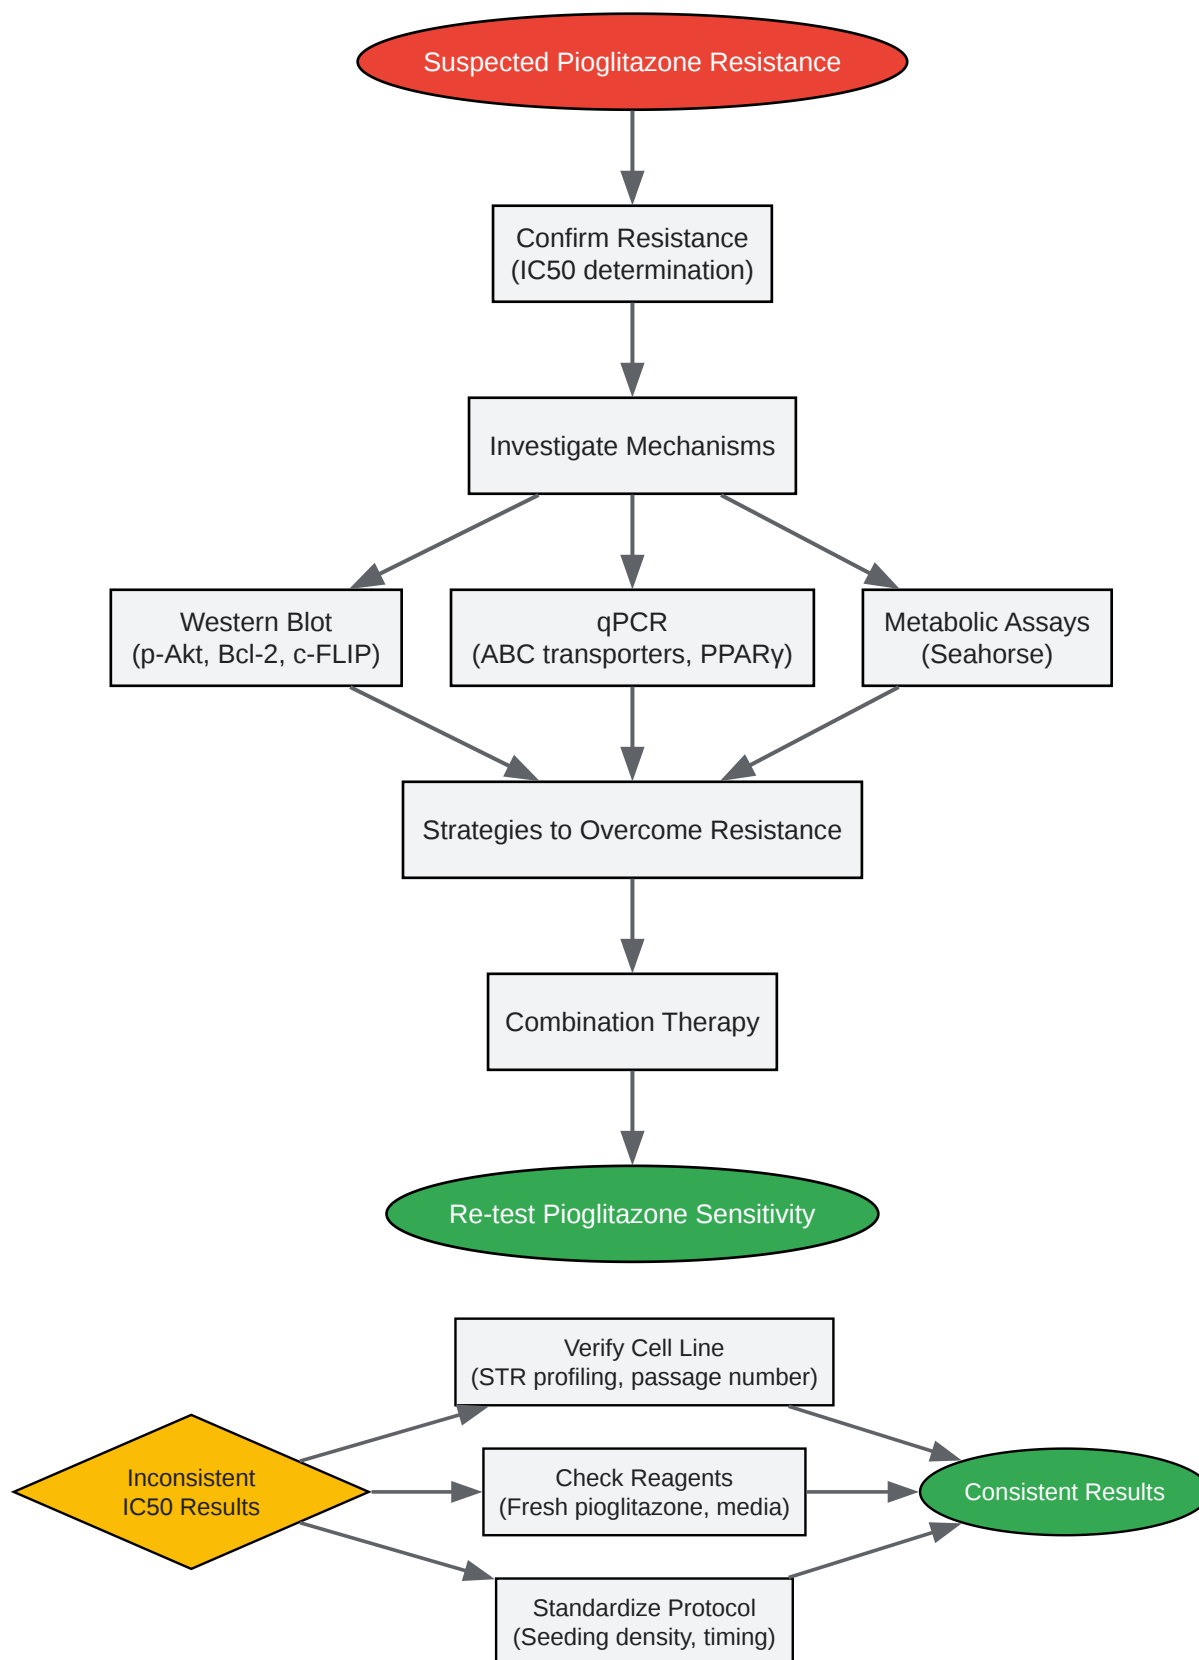 Suspected Pioglitazone Resistance
Confirm Resistance
(IC50 determination)
Investigate Mechanisms
Western Blot
(p-Akt, Bcl-2, c-FLIP)
qPCR
(ABC transporters, PPARγ)
Metabolic Assays
(Seahorse)
Strategies to Overcome Resistance
Combination Therapy
Re-test Pioglitazone Sensitivity
Inconsistent
IC50 Results
Verify Cell Line
(STR profiling, passage number)
Check Reagents
(Fresh pioglitazone, media)
Standardize Protocol
(Seeding density, timing)
Consistent Results